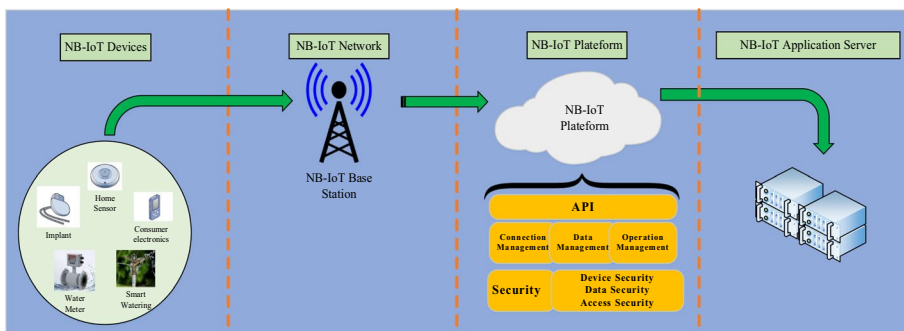 NB-IoT Devices
NB-IoT Network
NB-IoT Plateform
NB-IoT Application Server
Home
Sensor
Implant
Consumer
electronics
Water
Meter
Smart
Watering
NB-IoT Base
Station
NB-IoT
Plateform
API
Connection
Management
Data
Management
Operation
Management
Security
Device Security
Data Security
Access Security